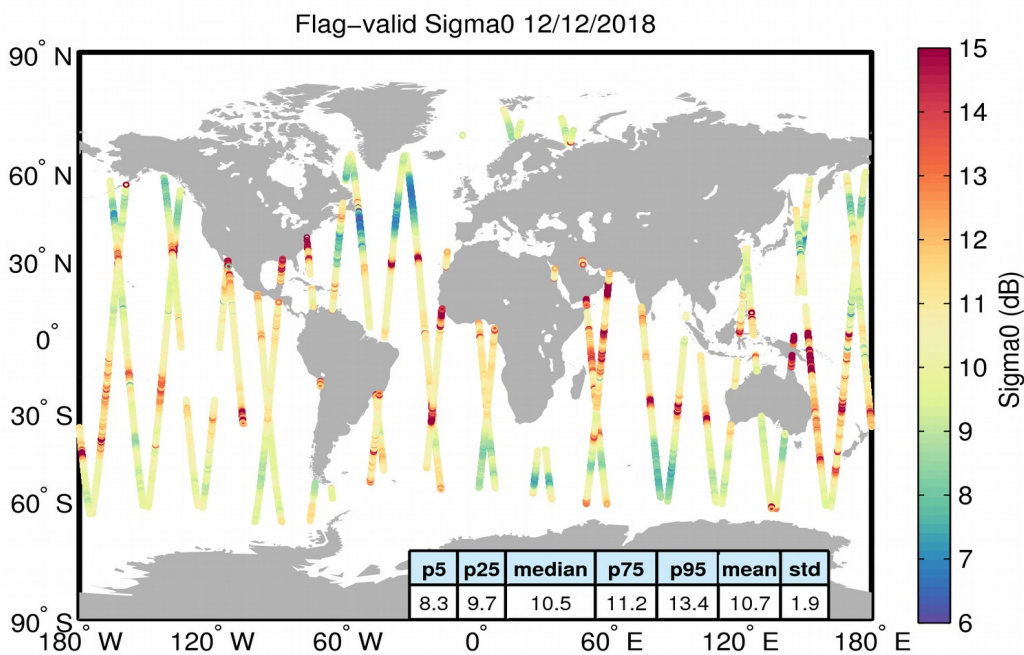 Flag−valid Sigma0 12/12/2018
90° N
60° N
30° N
0°
30° S
60° S
90° S
180° W
120° W
60° W
0°
60° E
120° E
180° E
p5 p25 median p75 p95 mean std
8.3 9.7 10.5 11.2 13.4 10.7 1.9
15
14
13
12
11
10
9
8
7
6
Sigma0 (dB)